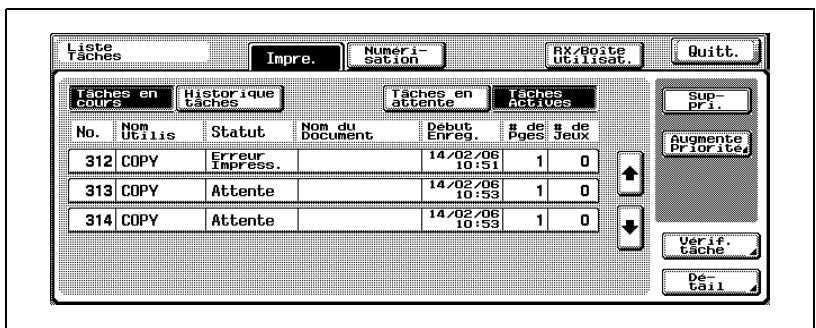 Liste
Tâches
Impre.
Numéri-
sation
RX/Boîte
utilisat.
Quitt.
Tâches en
cours
Historique
tâches
Tâches en
attente
Tâches
Actives
Sup-
pri.
No.
Nom
Utilis
Statut
Nom du
Document
Début
Enreg.
# de
Pges
# de
Jeux
Augmente
Priorité
312 COPY Erreur
Impress. 14/02/06
10:51 1 0
313 COPY Attente 14/02/06
10:53 1 0
314 COPY Attente 14/02/06
10:53 1 0
Vérif.
tâche
Dé-
tail